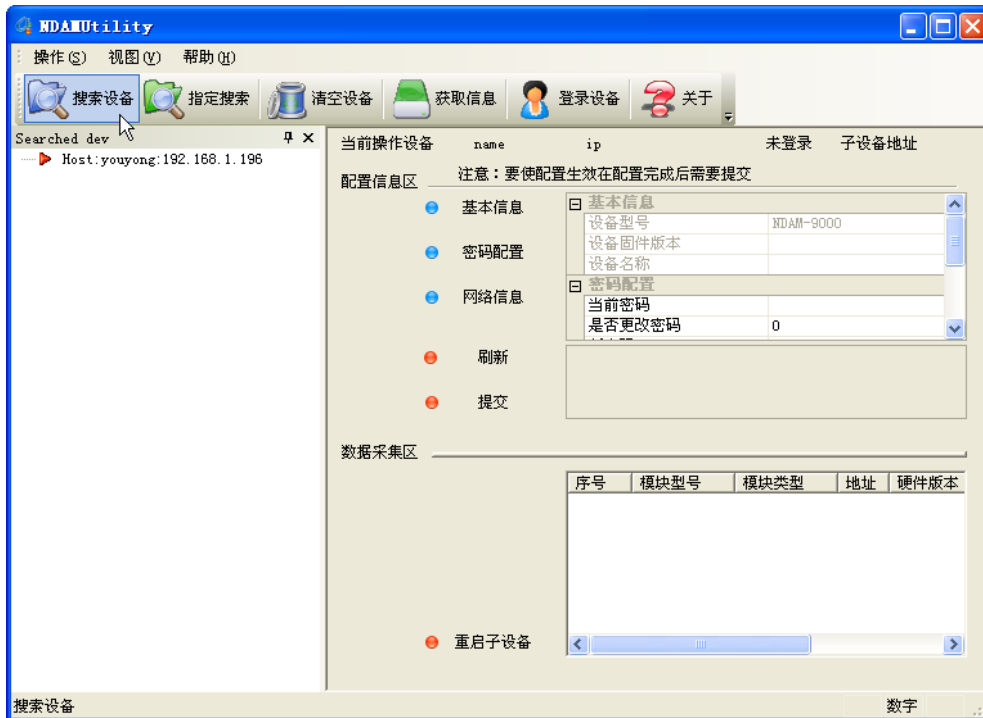 NDAMUtility
操作(S) 视图(V) 帮助(H)
搜索设备 指定搜索 清空设备 获取信息 登录设备 关于
Searched dev
Host:youyong:192.168.1.196
当前操作设备 name ip 未登录 子设备地址
配置信息区 注意：要使配置生效在配置完成后需要提交
基本信息
密码配置
网络信息
刷新
提交
基本信息
设备型号 NDAM-9000
设备固件版本
设备名称
密码配置
当前密码
是否更改密码 0
数据采集区
序号 模块型号 模块类型 地址 硬件版本
重启子设备
搜索设备 数字